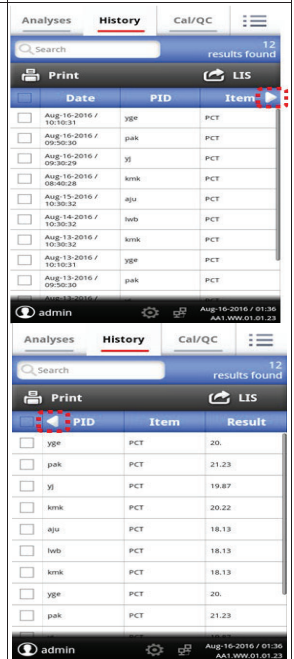 Analyses History Cal/QC
Search
12
results found
Print LIS
Date PID Item
Aug-16-2016 /
10:10:31 yge PCT
Aug-16-2016 /
09:50:30 pak PCT
Aug-16-2016 /
09:30:29 yj PCT
Aug-16-2016 /
08:40:28 kmk PCT
Aug-15-2016 /
10:30:32 aju PCT
Aug-14-2016 /
10:30:32 lwb PCT
Aug-13-2016 /
10:30:32 kmk PCT
Aug-13-2016 /
10:10:31 yge PCT
Aug-13-2016 /
09:50:30 pak PCT
Aug-13-2016 /
admin Aug-16-2016 / 01:36
AA1.WW.01.01.23
Analyses History Cal/QC
Search
12
results found
Print LIS
PID Item Result
yge PCT 20.
pak PCT 21.23
yj PCT 19.87
kmk PCT 20.22
aju PCT 18.13
lwb PCT 18.13
kmk PCT 18.13
yge PCT 20.
pak PCT 21.23
admin Aug-16-2016 / 01:36
AA1.WW.01.01.23